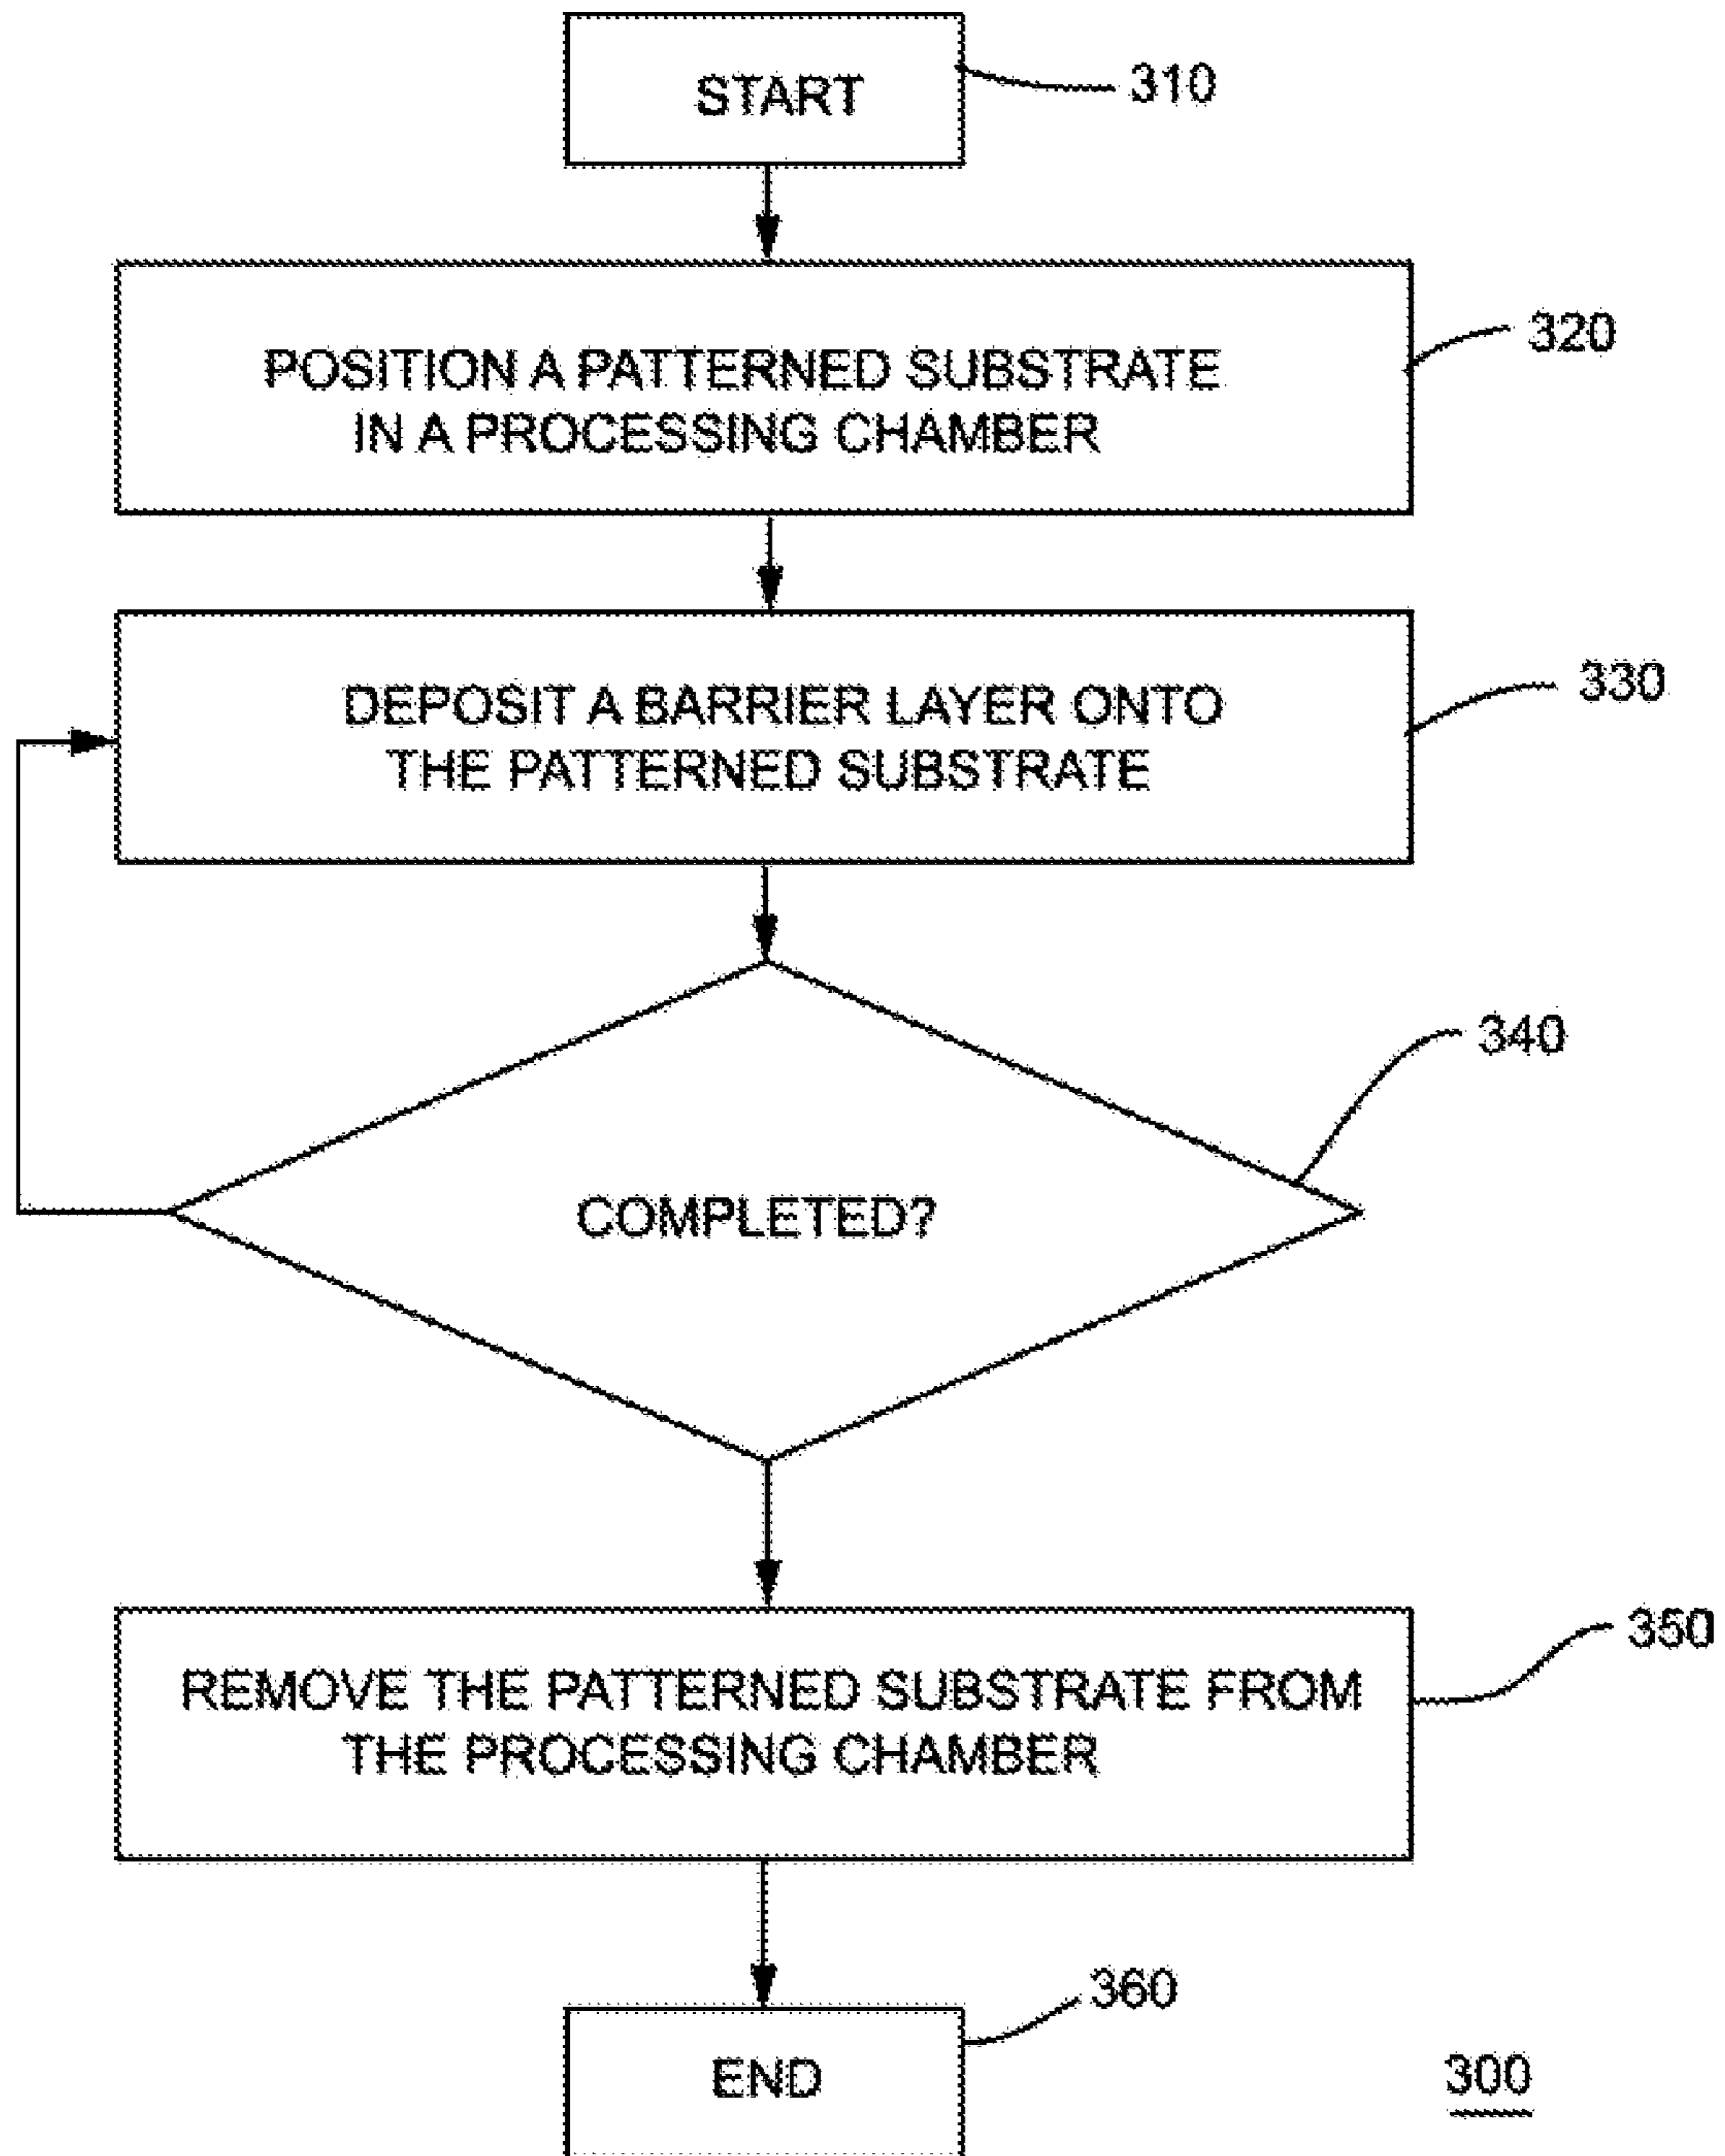 START
310
POSITION A PATTERNED SUBSTRATE
IN A PROCESSING CHAMBER
320
DEPOSIT A BARRIER LAYER ONTO
THE PATTERNED SUBSTRATE
330
COMPLETED?
340
REMOVE THE PATTERNED SUBSTRATE FROM
THE PROCESSING CHAMBER
350
END
360
300